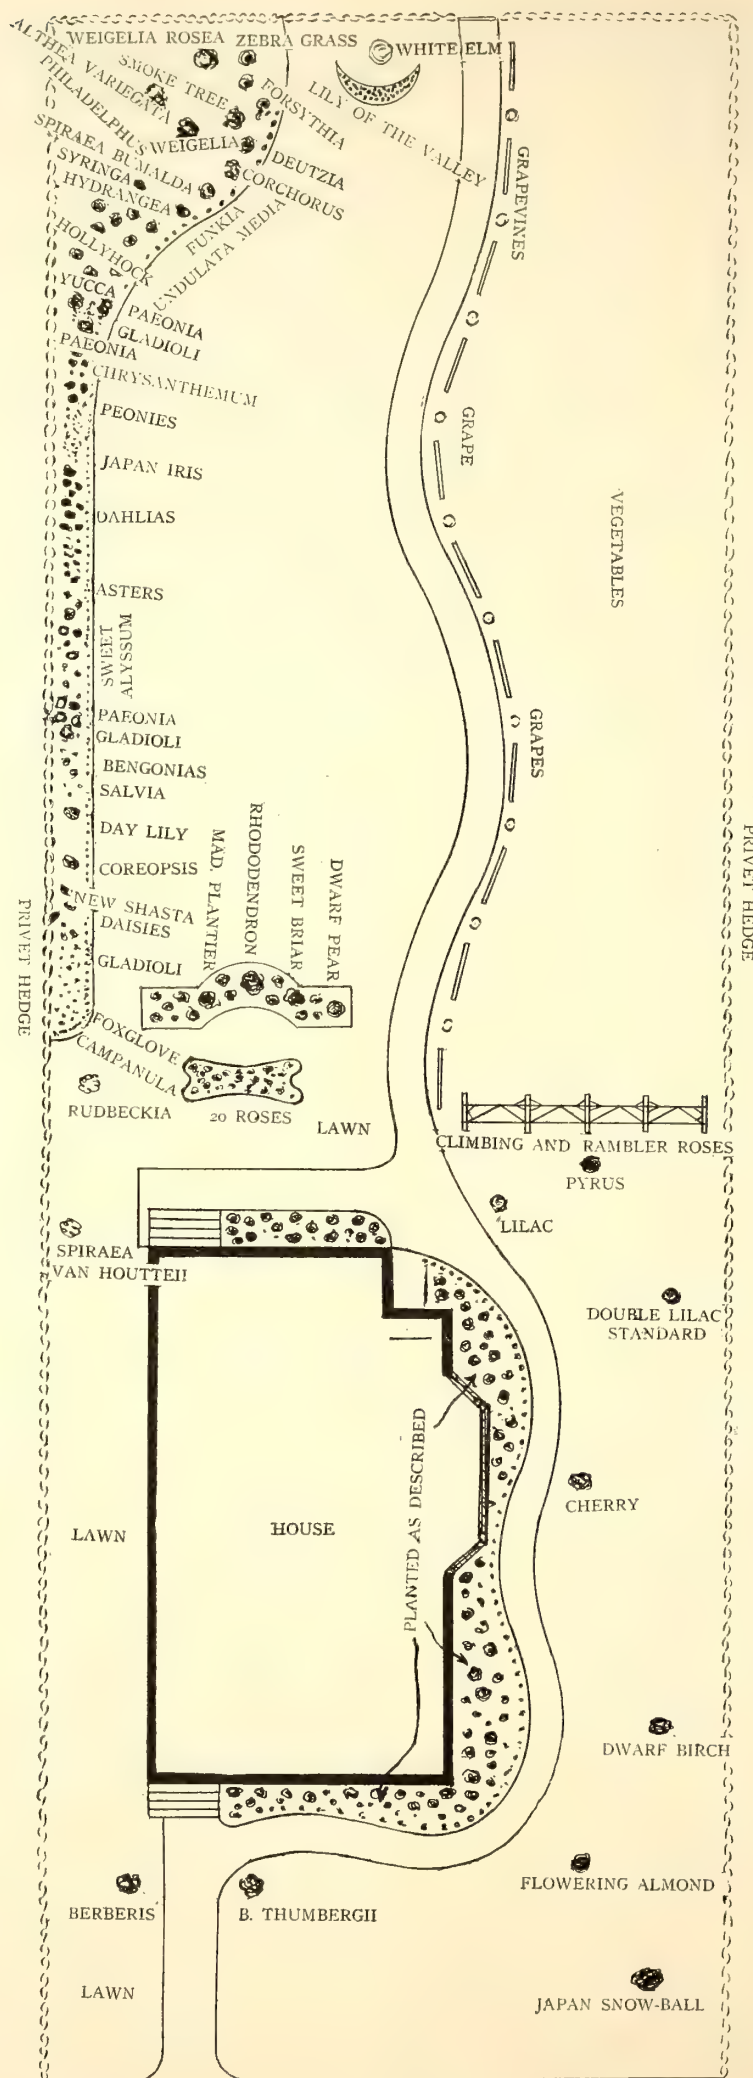 WEIGELIA ROSEA
ZEBRA GRASS
WHITE ELM
ALTHEA VARIEGATA
SMOKE TREE
FORSYTHIA
LILY OF THE VALLEY
PHILADELPHUS
WEIGELIA
DEUTZIA
SPIRAEA BUMALDA
SYRINGA
CORCHORUS
HYDRANGEA
FUNKIA
UNDULATA MEDIA
HOLLYHOCK
YUCCA
PAEONIA
GLADIOLI
PAEONIA
CHRYSANTHEMUM
PEONIES
JAPAN IRIS
DAHLIAS
ASTERS
SWEET
ALYSSUM
PAEONIA
GLADIOLI
BENGONIAS
SALVIA
DAY LILY
COREOPSIS
NEW SHASTA
DAISIES
GLADIOLI
FOXGLOVE
CAMPANULA
PRIVET HEDGE
MAD. PLANTIER
RHODODENDRON
SWEET BRIAR
DWARF PEAR
GRAPEVINES
GRAPE
GRAPES
VEGETABLES
PRIVET HEDGE
RUDBECKIA
20 ROSES
LAWN
CLIMBING AND RAMBLER ROSES
PYRUS
LILAC
SPIRAEA
VAN HOUTTEII
DOUBLE LILAC
STANDARD
PLANTED AS DESCRIBED
CHERRY
LAWN
HOUSE
DWARF BIRCH
FLOWERING ALMOND
BERBERIS
B. THUMBERGII
LAWN
JAPAN SNOW-BALL